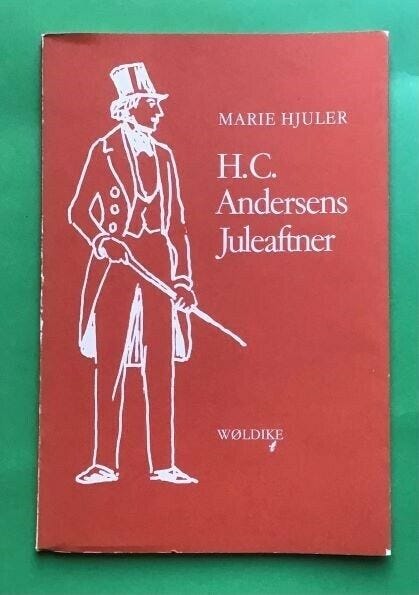 MARIE HJULER
H.C.
Andersens
Juleaftner
WØLDIKE